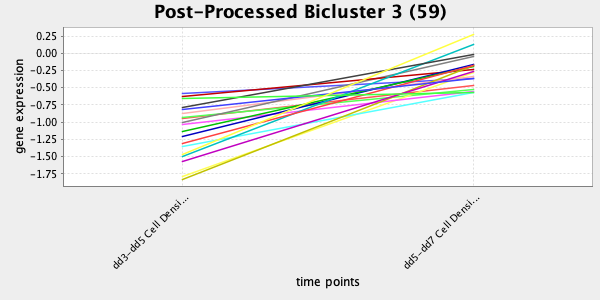 Post-Processed Bicluster 3 (59)
gene expression
0.25
0.00
-0.25
-0.50
-0.75
-1.00
-1.25
-1.50
-1.75
dd3-dd5 Cell Densi...
dd5-dd7 Cell Densi...
time points